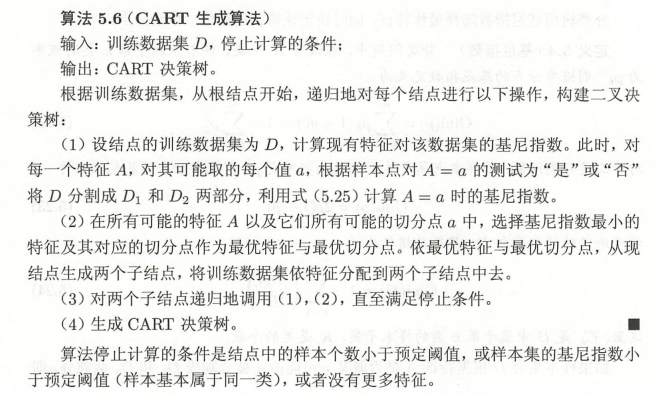 算法 5.6（CART 生成算法）
输入：训练数据集 D，停止计算的条件；
输出：CART 决策树。
根据训练数据集，从根结点开始，递归地对每个结点进行以下操作，构建二叉决
策树：
（1）设结点的训练数据集为 D，计算现有特征对该数据集的基尼指数。此时，对
每一个特征 A，对其可能取的每个值 a，根据样本点对 A = a 的测试为“是”或“否”
将 D 分割成 D₁ 和 D₂ 两部分，利用式 (5.25) 计算 A = a 时的基尼指数。
（2）在所有可能的特征 A 以及它们所有可能的切分点 a 中，选择基尼指数最小的
特征及其对应的切分点作为最优特征与最优切分点。依最优特征与最优切分点，从现
结点生成两个子结点，将训练数据集依特征分配到两个子结点中去。
（3）对两个子结点递归地调用（1），（2），直至满足停止条件。
（4）生成 CART 决策树。 ■
算法停止计算的条件是结点中的样本个数小于预定阈值，或样本集的基尼指数小
于预定阈值（样本基本属于同一类），或者没有更多特征。